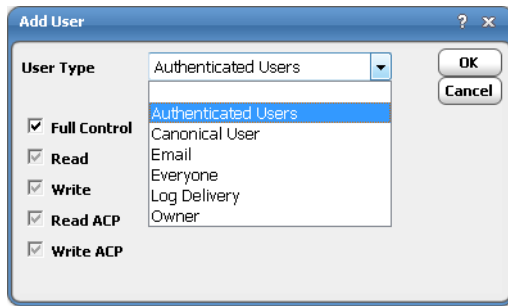 Add User ? x
User Type Authenticated Users OK
Cancel
Authenticated Users
Canonical User
Email
Everyone
Log Delivery
Owner
Full Control
Read
Write
Read ACP
Write ACP